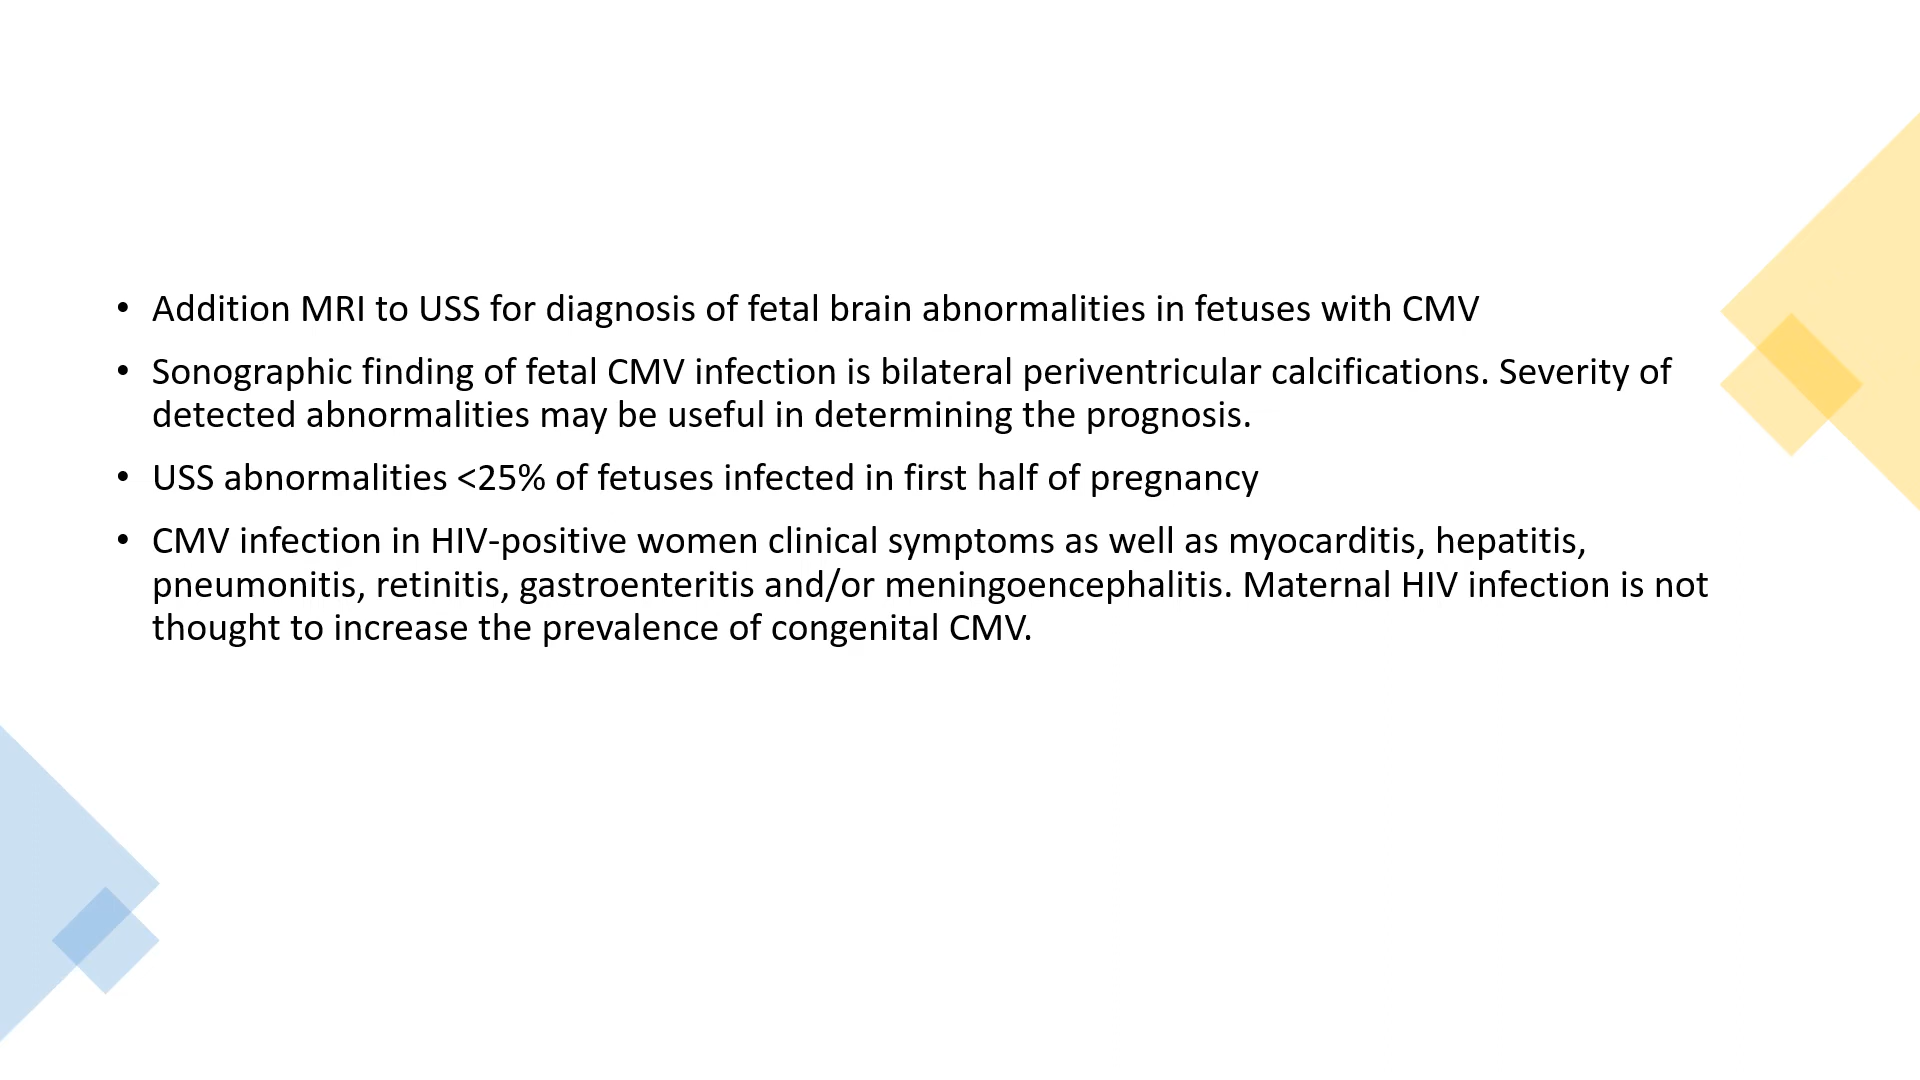 • Addition MRI to USS for diagnosis of fetal brain abnormalities in fetuses with CMV
• Sonographic finding of fetal CMV infection is bilateral periventricular calcifications. Severity of
detected abnormalities may be useful in determining the prognosis.
• USS abnormalities <25% of fetuses infected in first half of pregnancy
• CMV infection in HIV-positive women clinical symptoms as well as myocarditis, hepatitis,
pneumonitis, retinitis, gastroenteritis and/or meningoencephalitis. Maternal HIV infection is not
thought to increase the prevalence of congenital CMV.